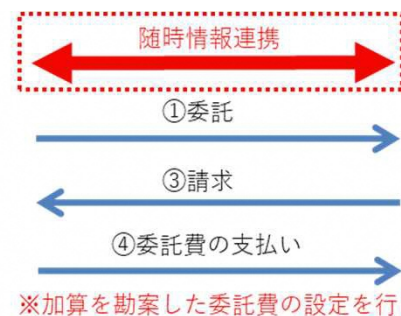 随時情報連携
①委託
③請求
④委託費の支払い
※加算を勘案した委託費の設定を行